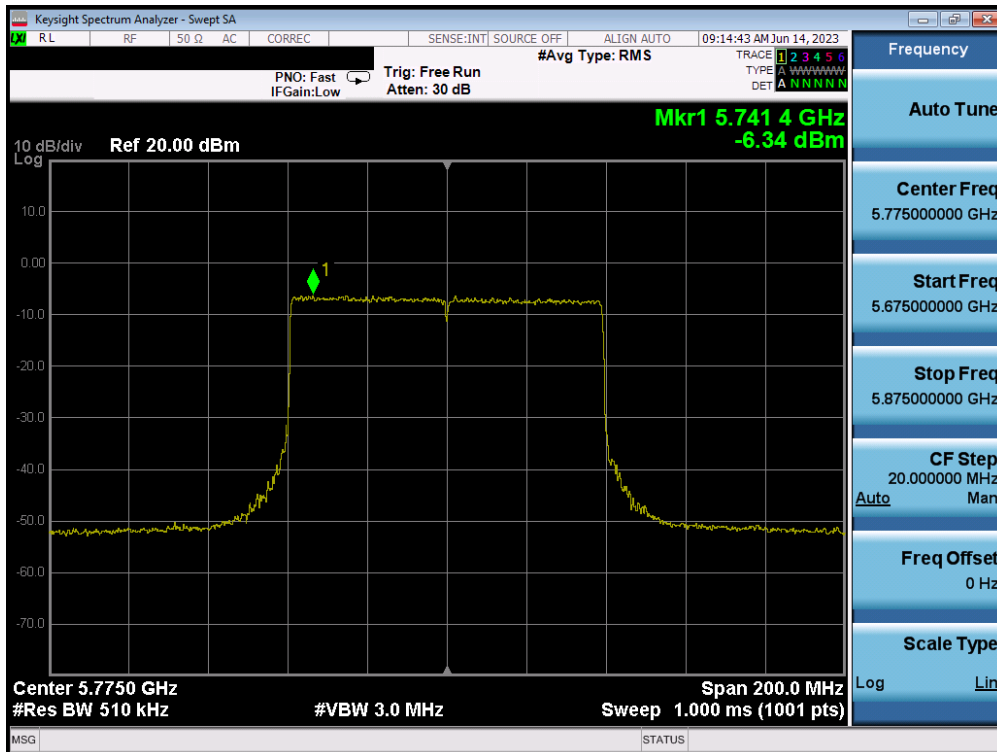 Keysight Spectrum Analyzer - Swept SA
LXI RL RF 50 Ω AC CORREC SENSE:INT SOURCE OFF ALIGN AUTO 09:14:43 AM Jun 14, 2023
Frequency
#Avg Type: RMS
TRACE 1 2 3 4 5 6
PNO: Fast Trig: Free Run
TYPE A WWWWW
IFGain:Low Atten: 30 dB
DET A N N N N N
Auto Tune
Mkr1 5.741 4 GHz
-6.34 dBm
10 dB/div Ref 20.00 dBm
Log
Center Freq
5.775000000 GHz
10.0
0.00
1
Start Freq
5.675000000 GHz
-10.0
-20.0
Stop Freq
5.875000000 GHz
-30.0
-40.0
CF Step
20.000000 MHz
Auto Man
-50.0
-60.0
Freq Offset
0 Hz
-70.0
Scale Type
Log Lin
Center 5.7750 GHz Span 200.0 MHz
#Res BW 510 kHz #VBW 3.0 MHz Sweep 1.000 ms (1001 pts)
MSG STATUS